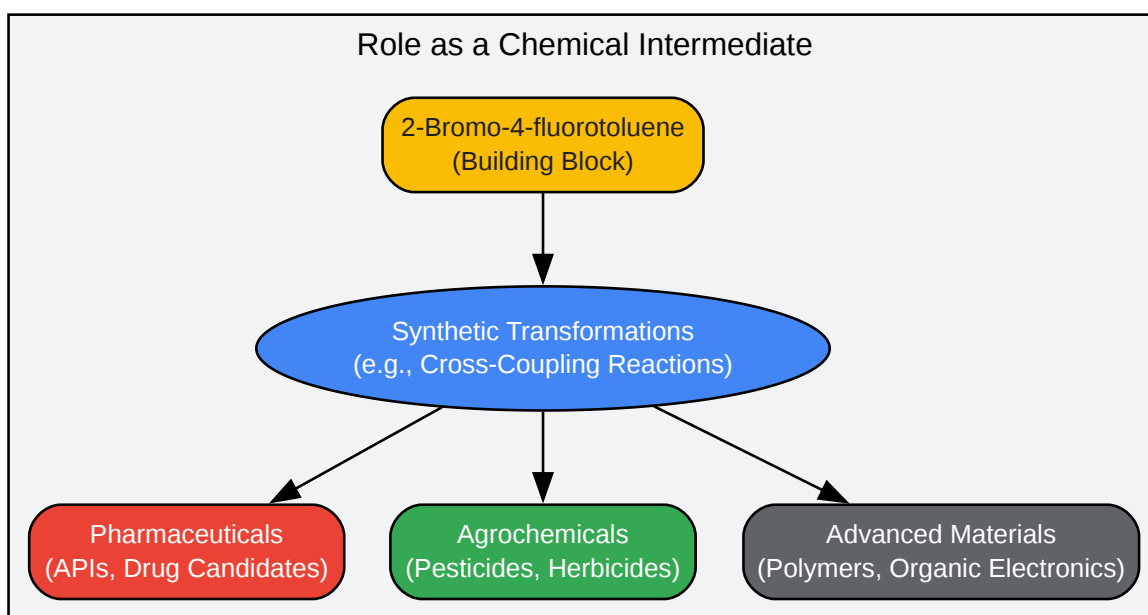 Role as a Chemical Intermediate
2-Bromo-4-fluorotoluene
(Building Block)
Synthetic Transformations
(e.g., Cross-Coupling Reactions)
Pharmaceuticals
(APIs, Drug Candidates)
Agrochemicals
(Pesticides, Herbicides)
Advanced Materials
(Polymers, Organic Electronics)